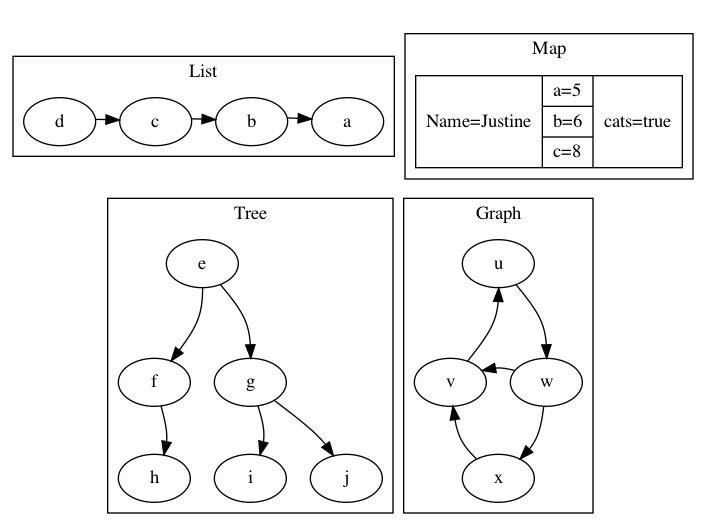 List
d c b a
Map
Name=Justine
a=5
b=6
c=8
cats=true
Tree
e
f g
h i j
Graph
u
v w
x